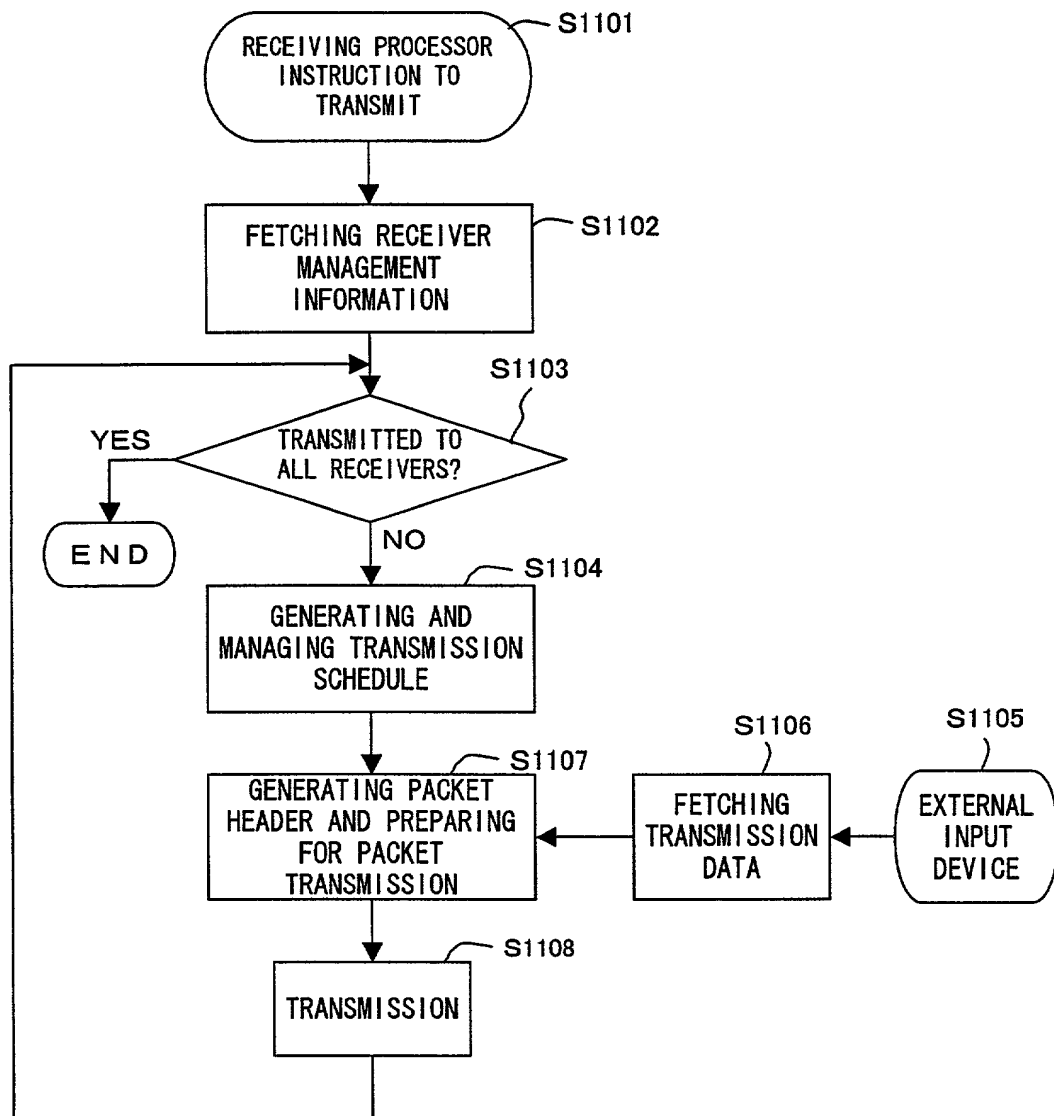 RECEIVING PROCESSOR
INSTRUCTION TO
TRANSMIT
S1101
FETCHING RECEIVER
MANAGEMENT
INFORMATION
S1102
S1103
TRANSMITTED TO
ALL RECEIVERS?
YES
END
NO
S1104
GENERATING AND
MANAGING TRANSMISSION
SCHEDULE
S1107
GENERATING PACKET
HEADER AND PREPARING
FOR PACKET
TRANSMISSION
S1106
FETCHING
TRANSMISSION
DATA
S1105
EXTERNAL
INPUT
DEVICE
S1108
TRANSMISSION